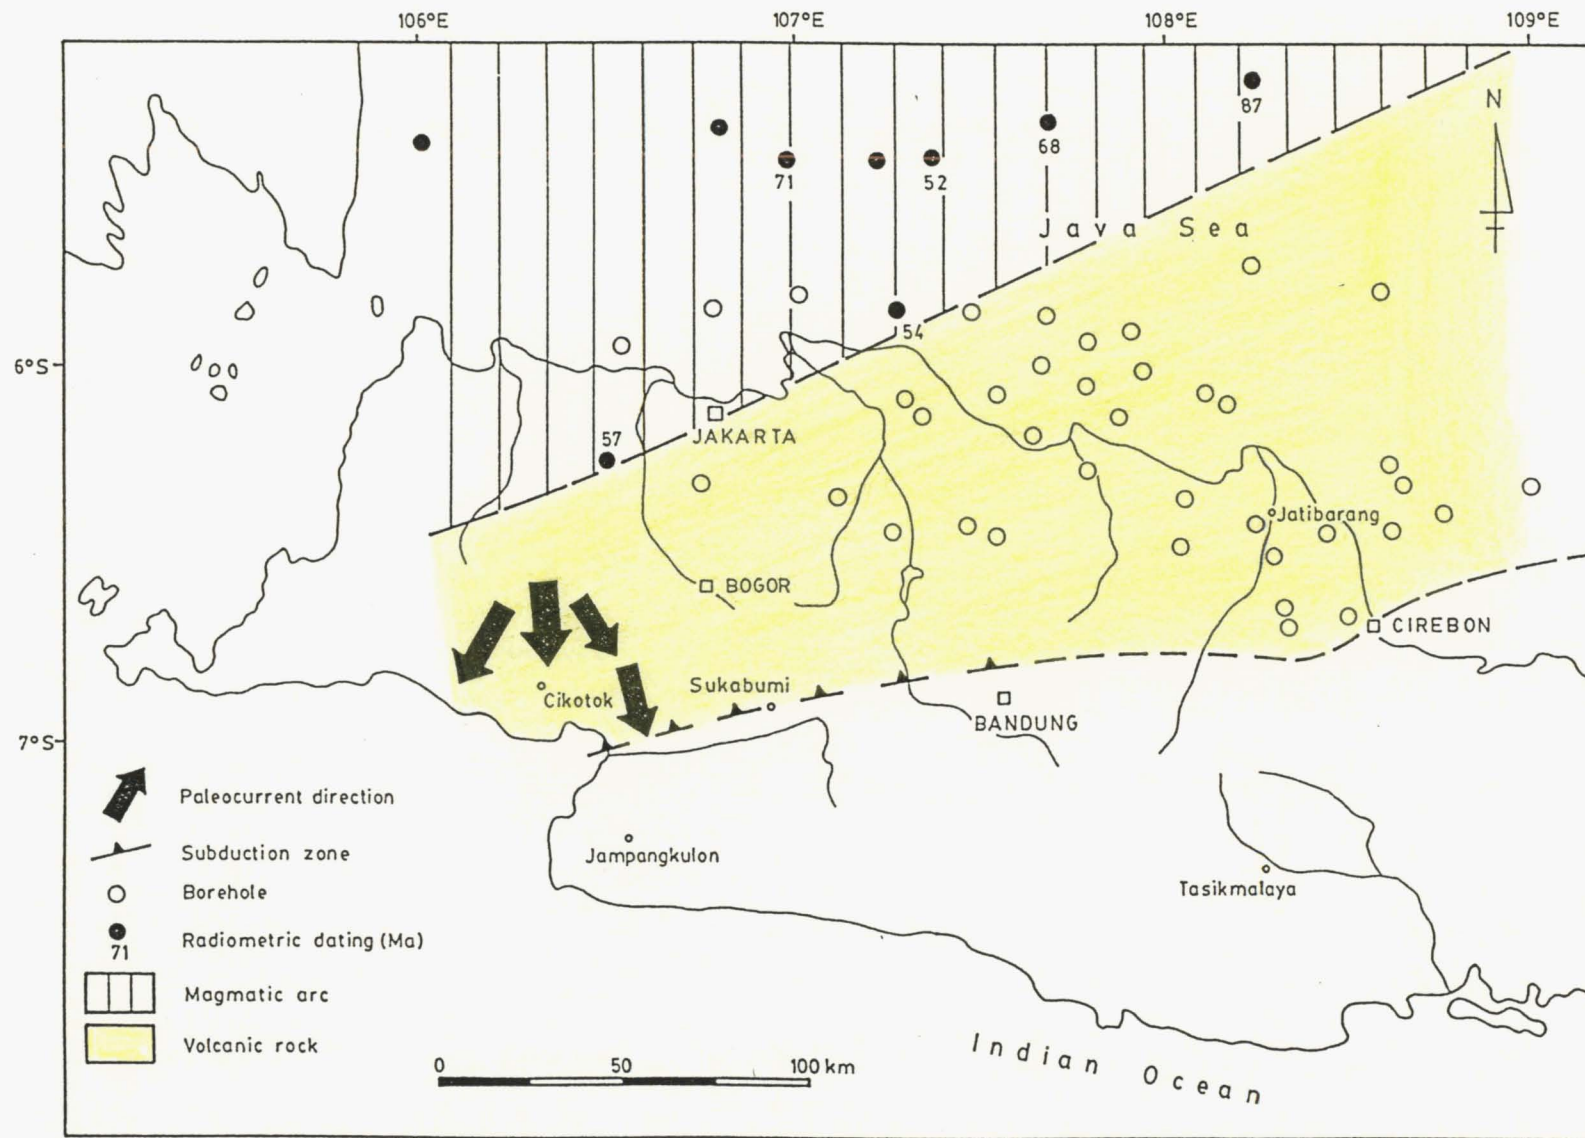 106°E 107°E 108°E 109°E
N
87
68
71
52
Java Sea
54
6°S
57
JAKARTA
Jatibarang
BOGOR
CIREBON
Sukabumi
Cikotok
BANDUNG
7°S
Paleocurrent direction
Subduction zone
Jampangkulon
Borehole
Tasikmalaya
Radiometric dating (Ma)
71
Magmatic arc
Volcanic rock
0 50 100 km
Indian Ocean